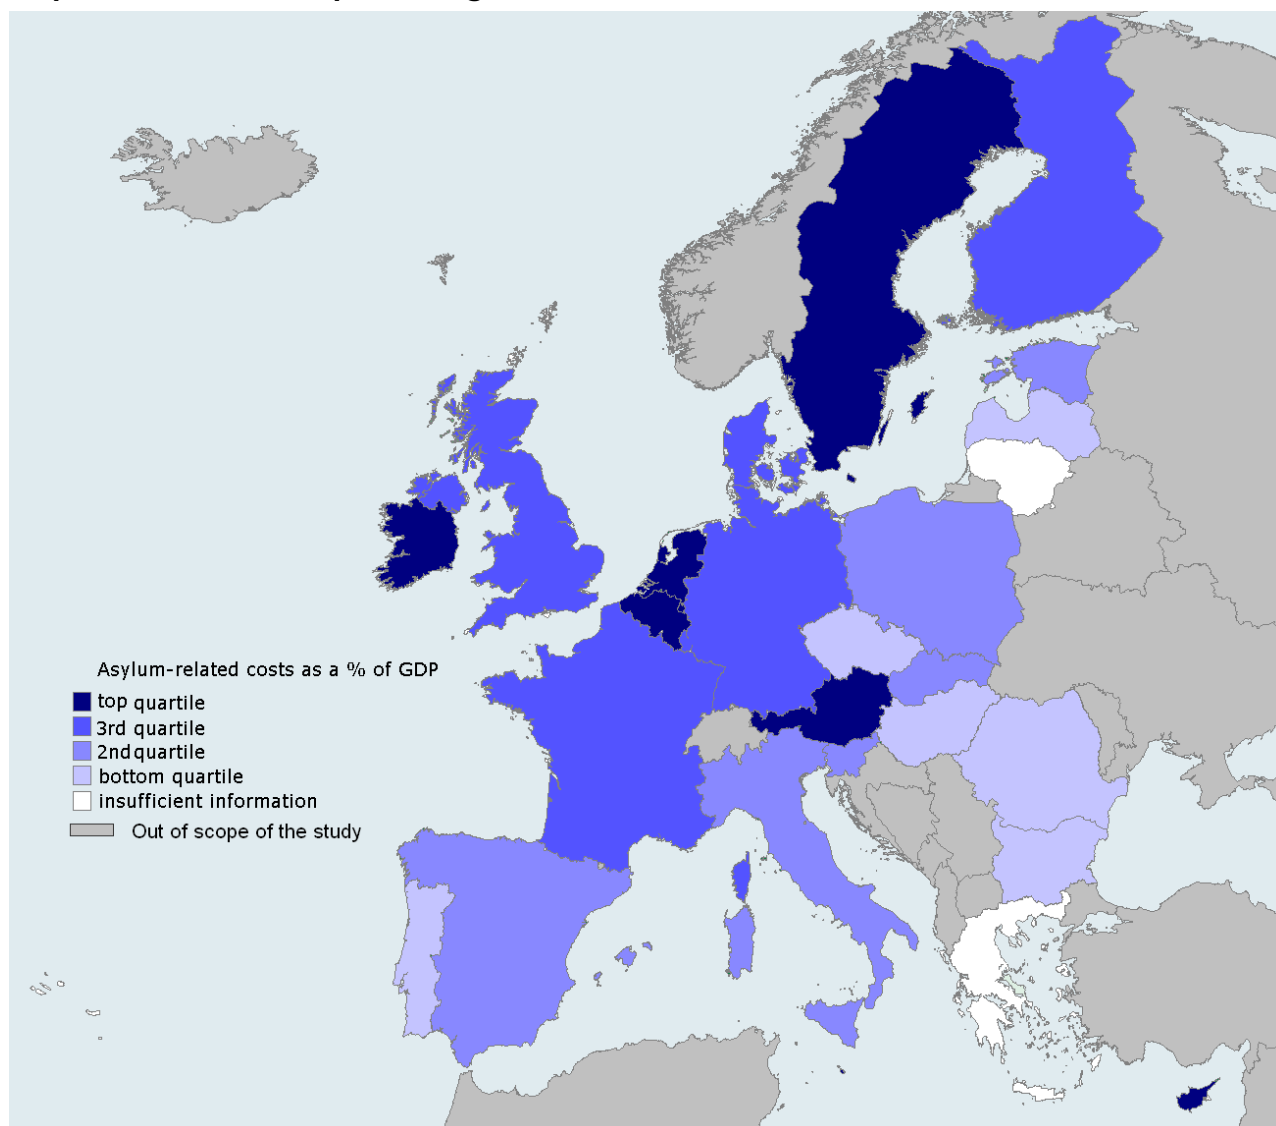 Asylum-related costs as a % of GDP
top quartile
3rd quartile
2nd quartile
bottom quartile
insufficient information
Out of scope of the study